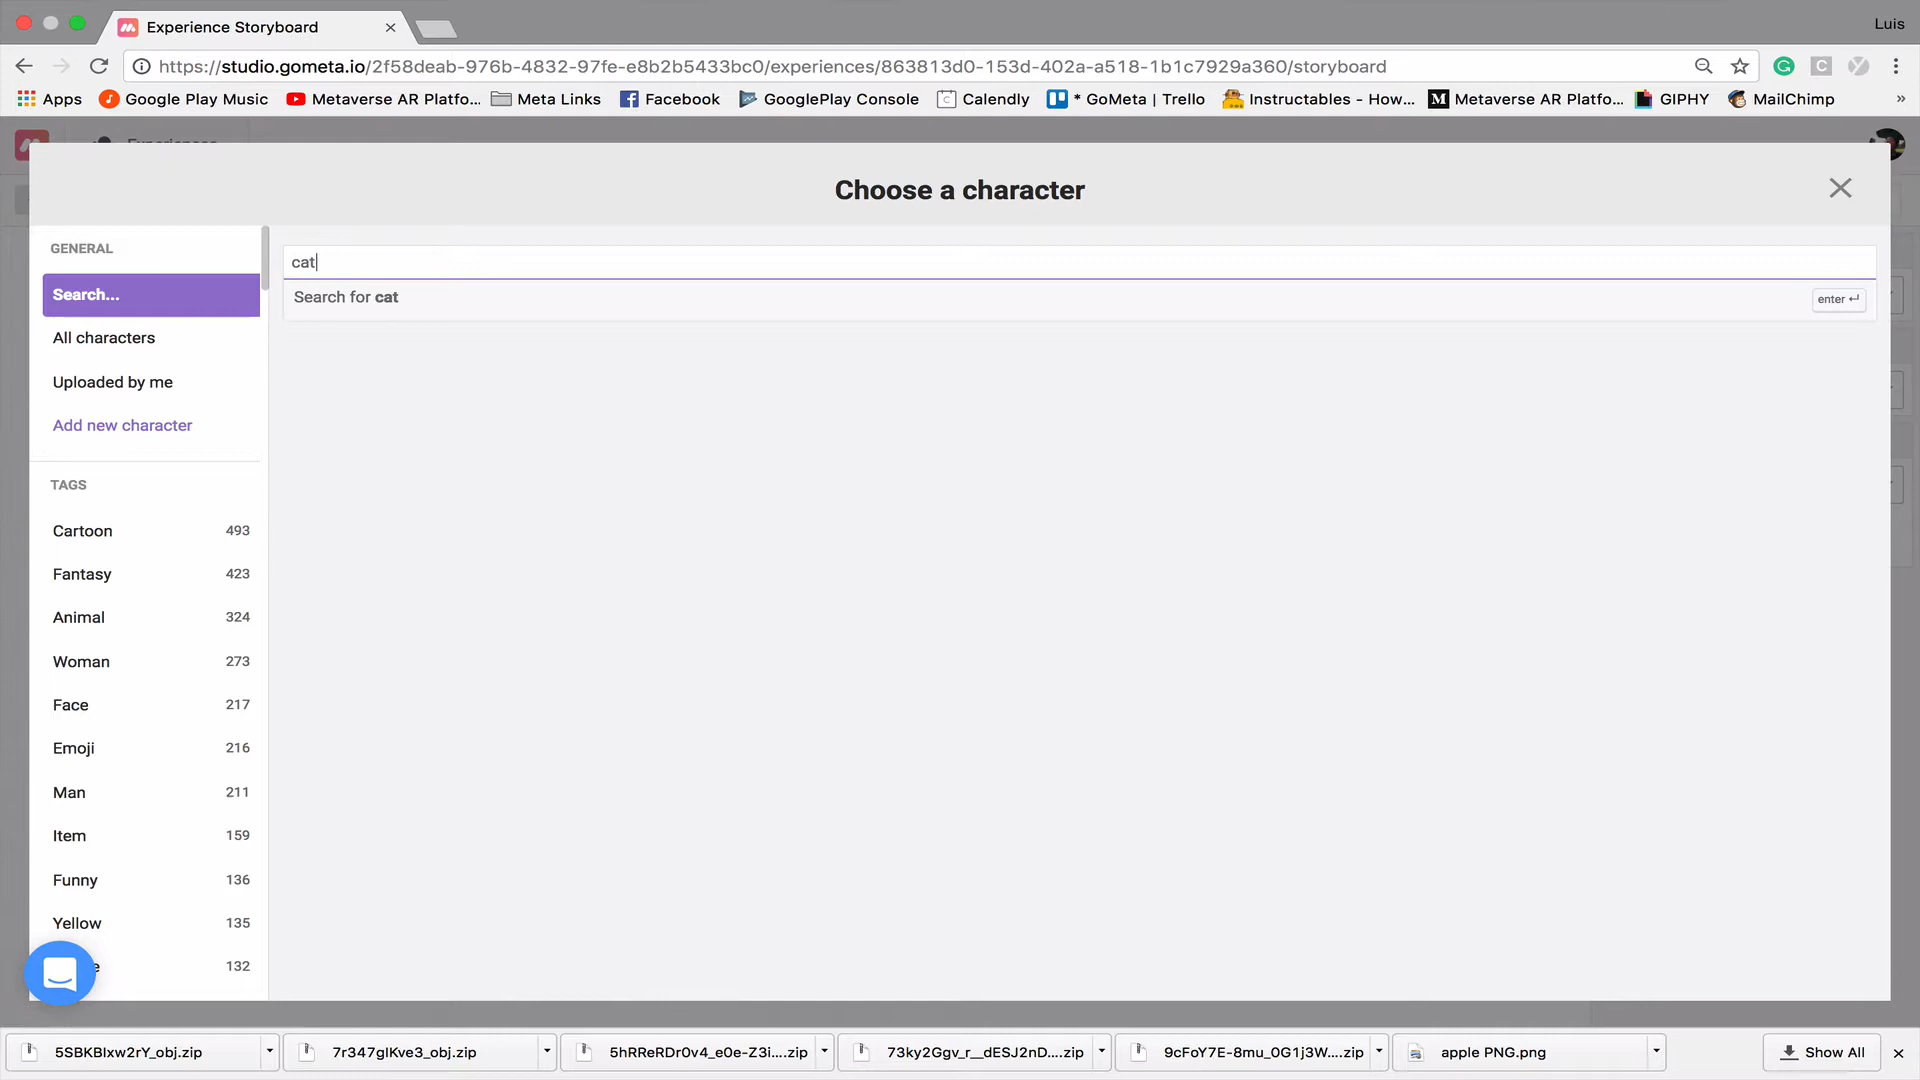 Experience Storyboard
Luis
https://studio.gometa.io/2f58deab-976b-4832-97fe-e8b2b5433bc0/experiences/863813d0-153d-402a-a518-1b1c7929a360/storyboard
Apps Google Play Music Metaverse AR Platfo... Meta Links Facebook GooglePlay Console Calendly * GoMeta | Trello Instructables - How... Metaverse AR Platfo... GIPHY MailChimp »
Choose a character
GENERAL
cat
Search...
Search for cat
enter ↵
All characters
Uploaded by me
Add new character
TAGS
Cartoon 493
Fantasy 423
Animal 324
Woman 273
Face 217
Emoji 216
Man 211
Item 159
Funny 136
Yellow 135
132
5SBKBIxw2rY_obj.zip 7r347gIKve3_obj.zip 5hRReRDr0v4_e0e-Z3i....zip 73ky2Ggv_r__dESJ2nD....zip 9cFoY7E-8mu_0G1j3W....zip apple PNG.png Show All